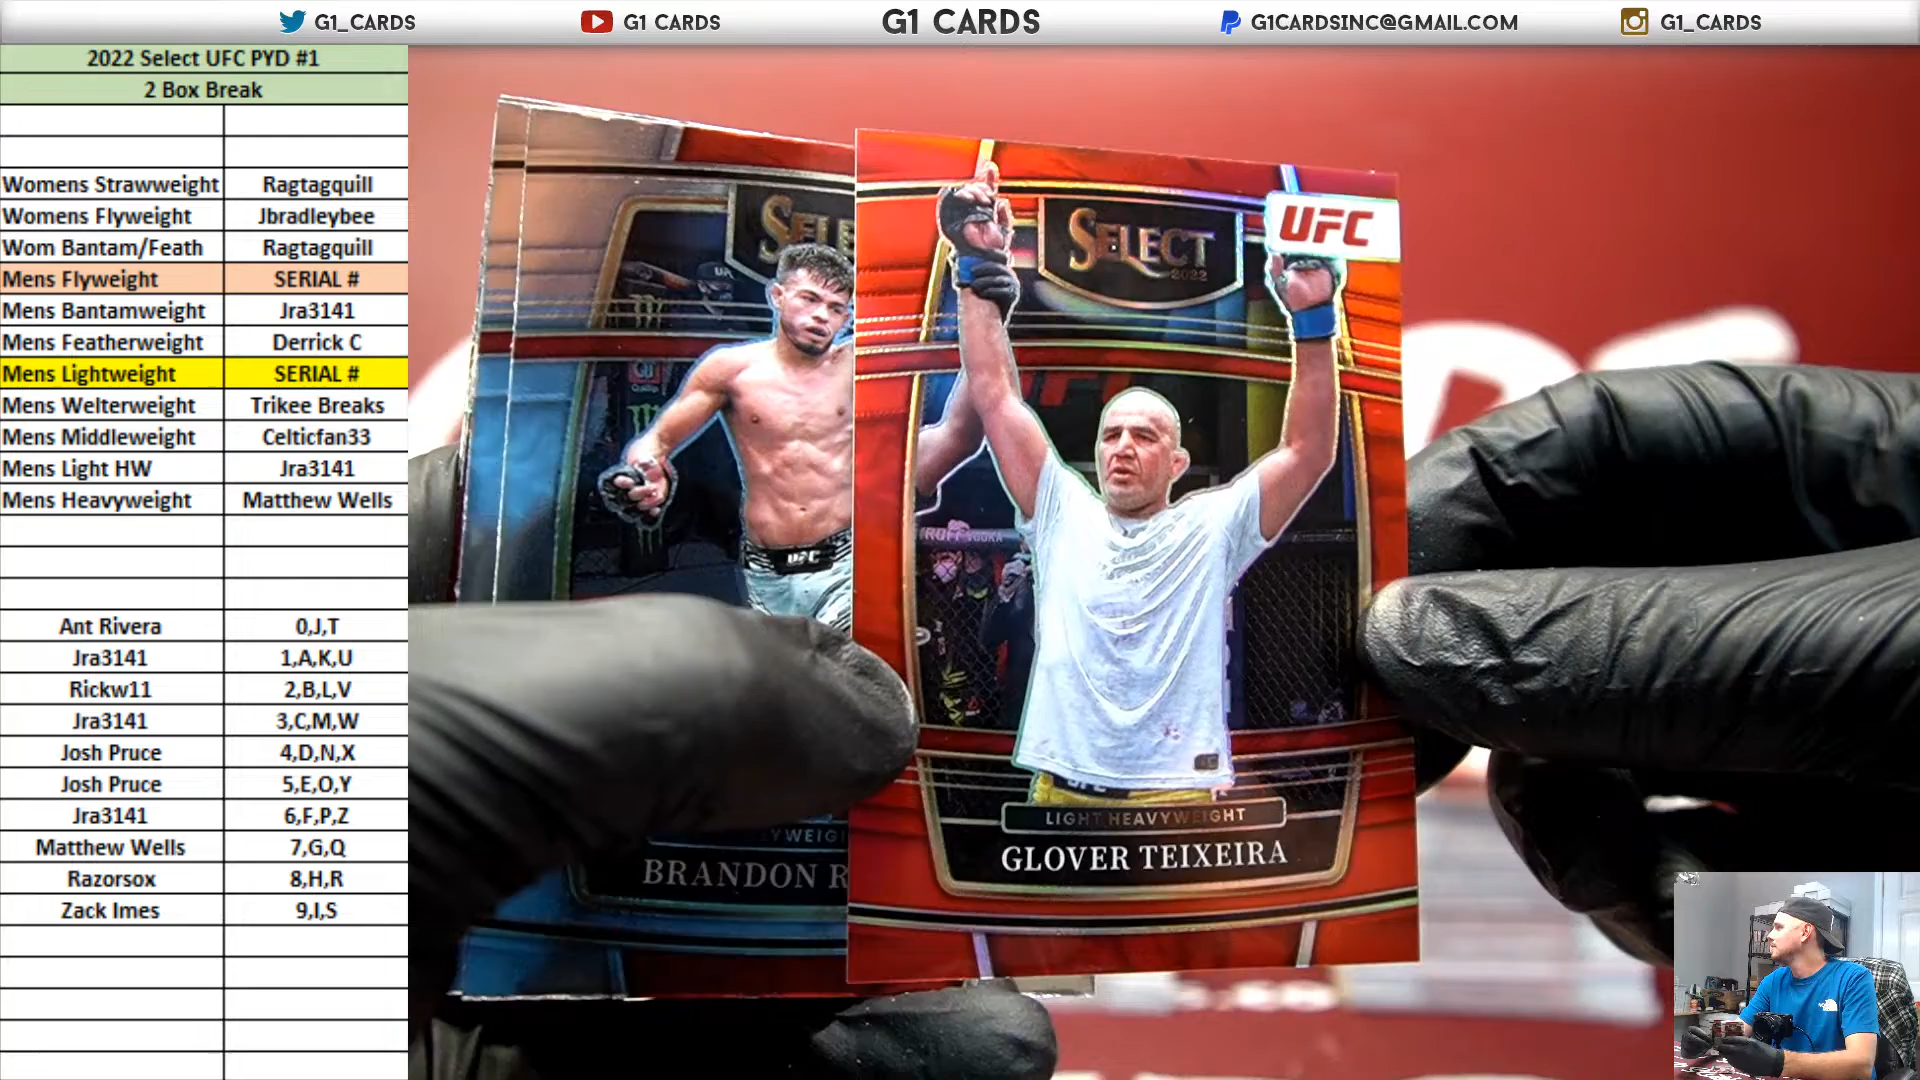 G1_CARDS
G1 CARDS
G1 CARDS
G1CARDSINC@GMAIL.COM
G1_CARDS
2022 Select UFC PYD #1
2 Box Break
Womens Strawweight Ragtagquill
Womens Flyweight Jbradleybee
Wom Bantam/Feath Ragtagquill
Mens Flyweight SERIAL #
Mens Bantamweight Jra3141
Mens Featherweight Derrick C
Mens Lightweight SERIAL #
Mens Welterweight Trikee Breaks
Mens Middleweight Celticfan33
Mens Light HW Jra3141
Mens Heavyweight Matthew Wells
Ant Rivera 0,J,T
Jra3141 1,A,K,U
Rickw11 2,B,L,V
Jra3141 3,C,M,W
Josh Pruce 4,D,N,X
Josh Pruce 5,E,O,Y
Jra3141 6,F,P,Z
Matthew Wells 7,G,Q
Razorsox 8,H,R
Zack Imes 9,I,S
UFC
BRANDON R
SELECT
2022
UFC
LIGHT HEAVYWEIGHT
GLOVER TEIXEIRA